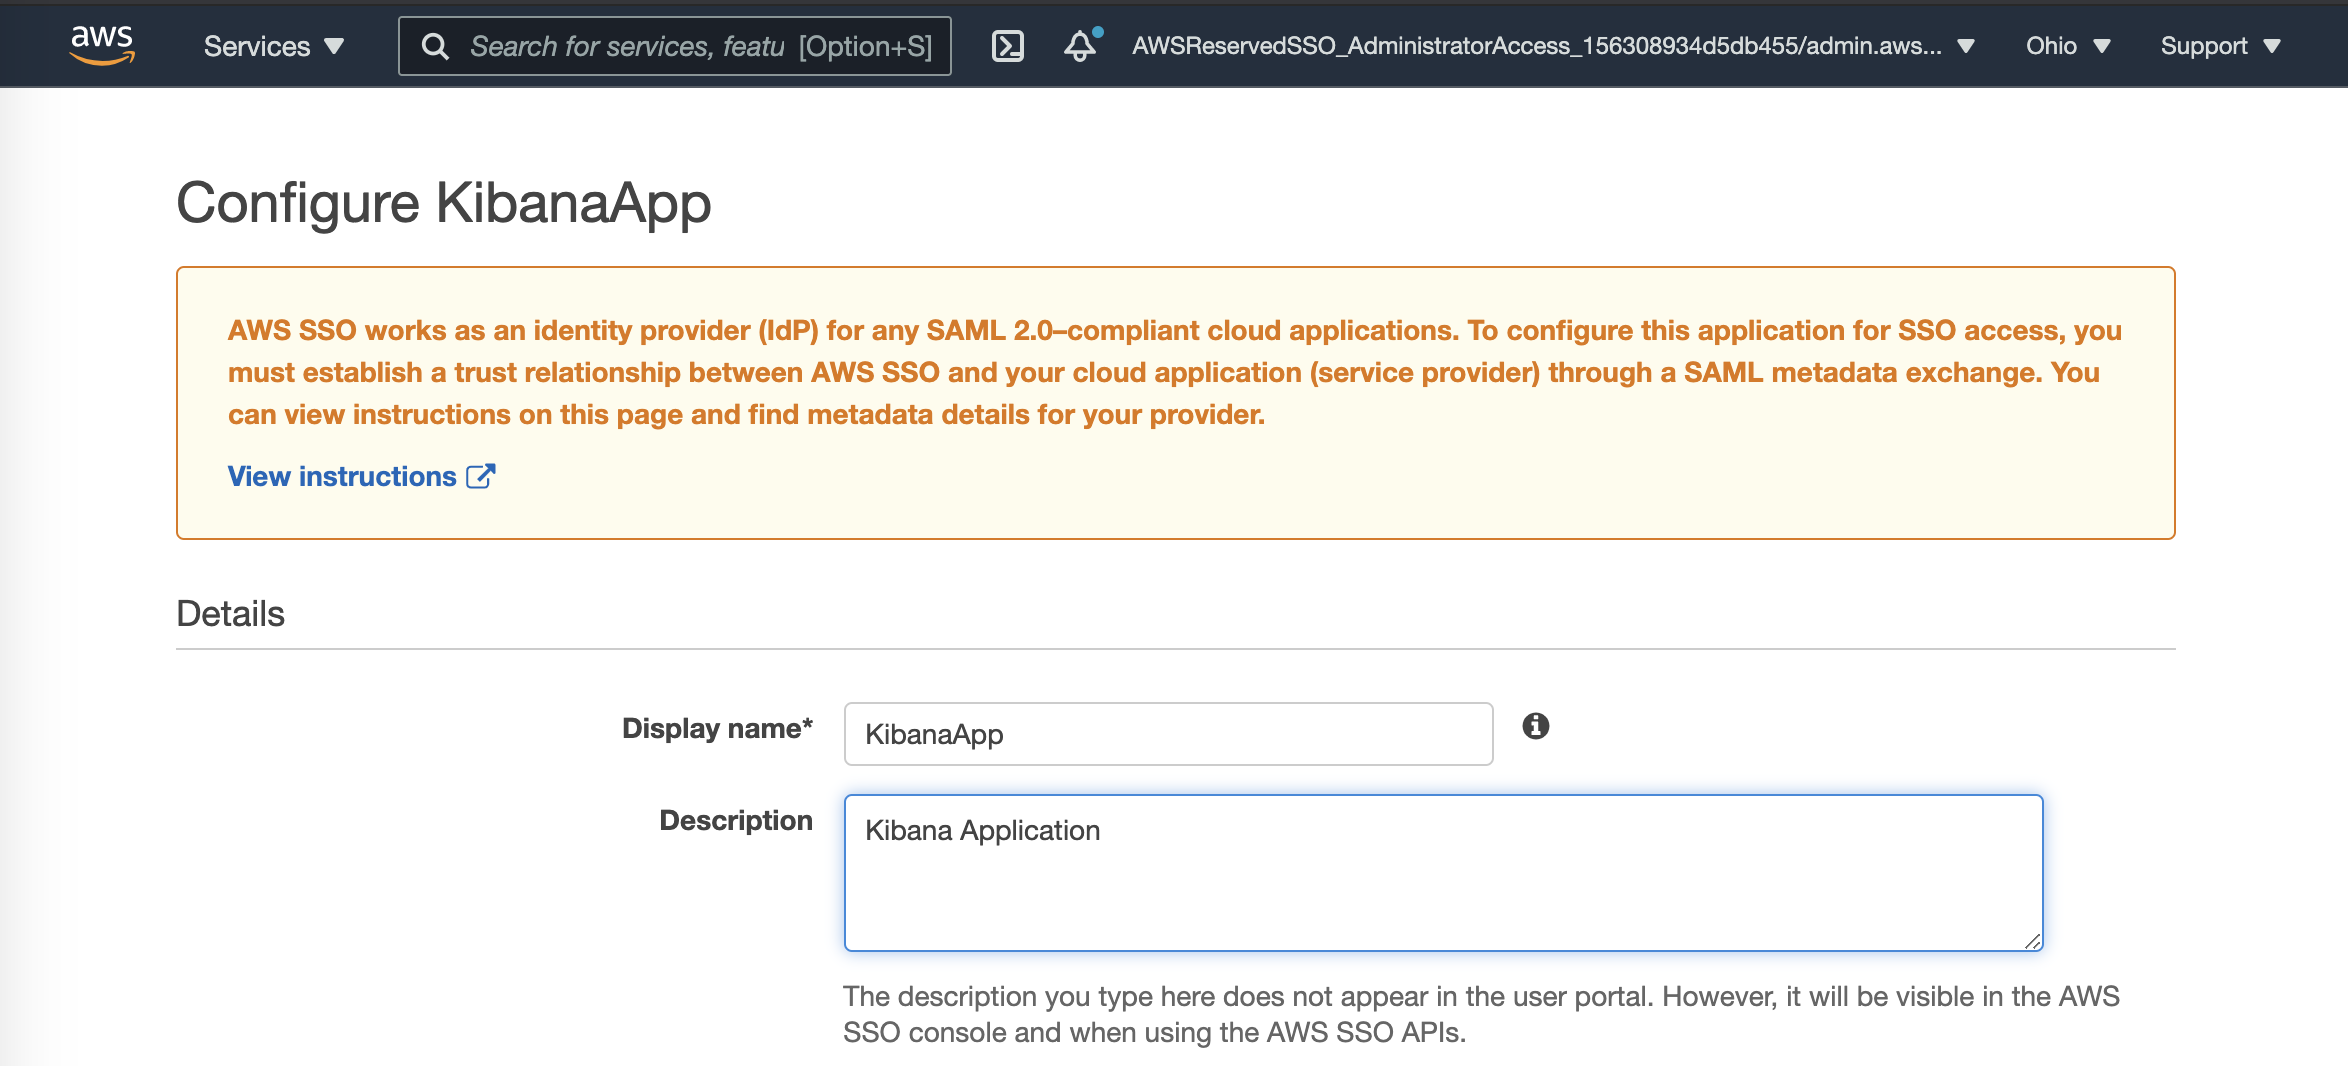 aws Services Search for services, featu [Option+S] AWSReservedSSO_AdministratorAccess_156308934d5db455/admin.aws... Ohio Support
Configure KibanaApp
AWS SSO works as an identity provider (IdP) for any SAML 2.0–compliant cloud applications. To configure this application for SSO access, you
must establish a trust relationship between AWS SSO and your cloud application (service provider) through a SAML metadata exchange. You
can view instructions on this page and find metadata details for your provider.
View instructions
Details
Display name* KibanaApp
Description Kibana Application
The description you type here does not appear in the user portal. However, it will be visible in the AWS
SSO console and when using the AWS SSO APIs.